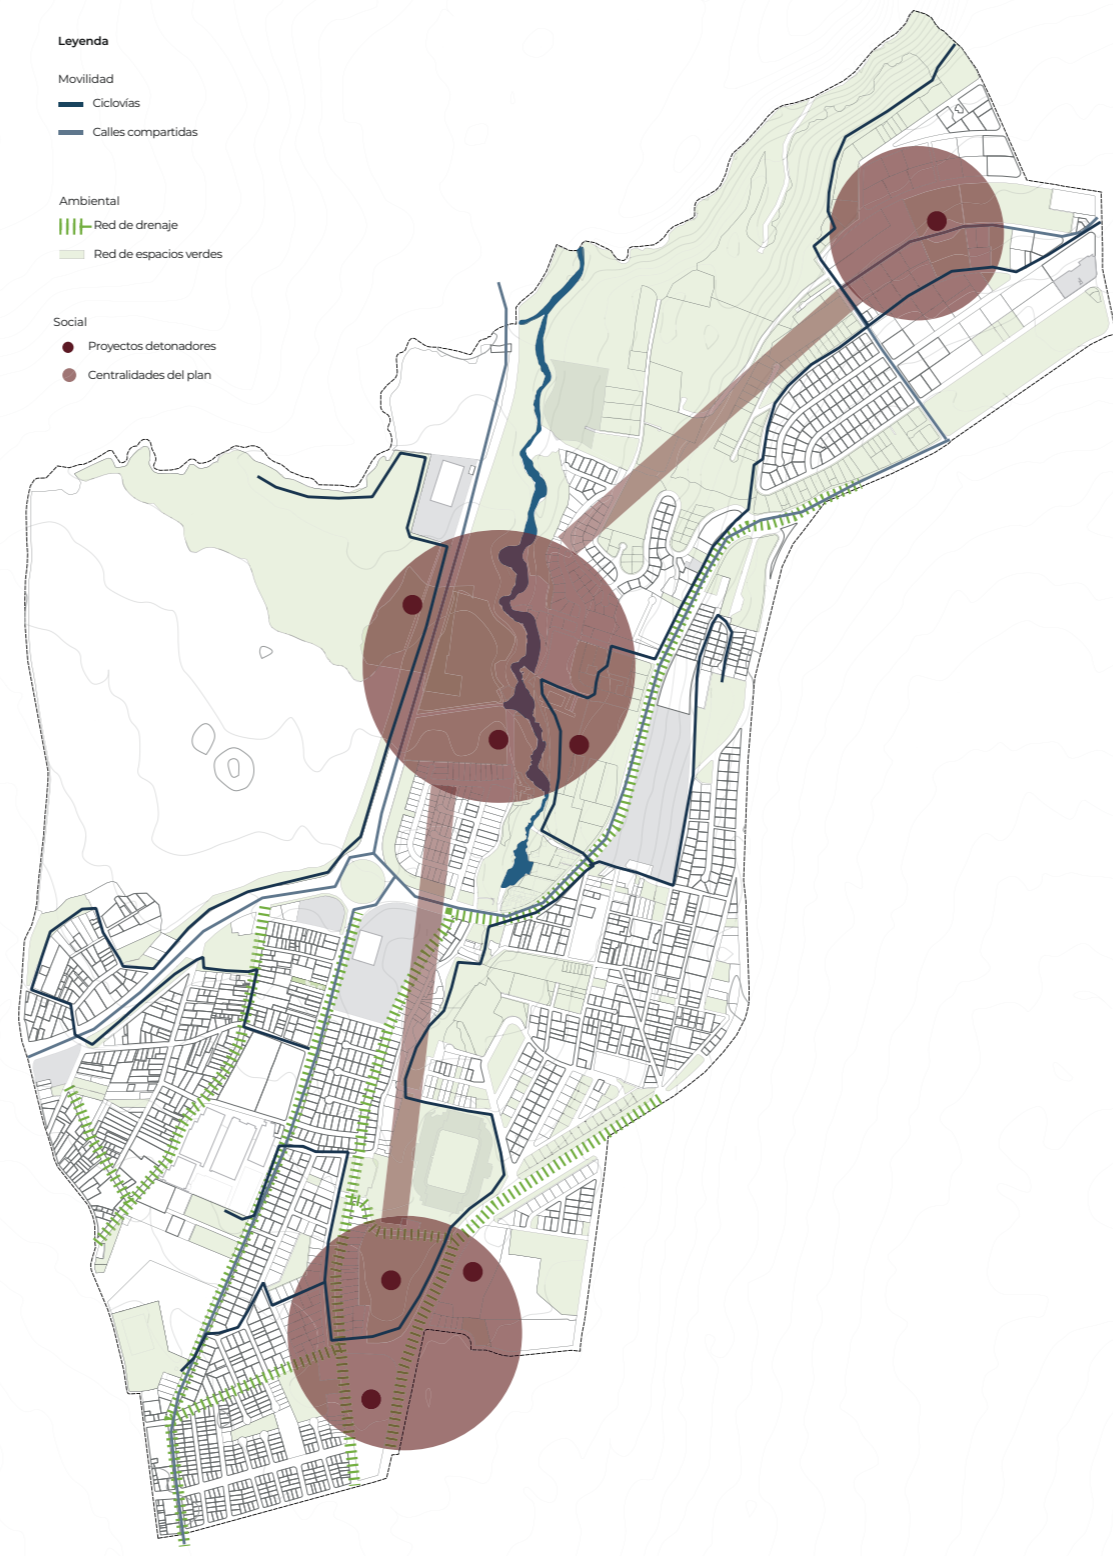 Leyenda
Movilidad
Ciclovías
Calles compartidas
Ambiental
Red de drenaje
Red de espacios verdes
Social
Proyectos detonadores
Centralidades del plan